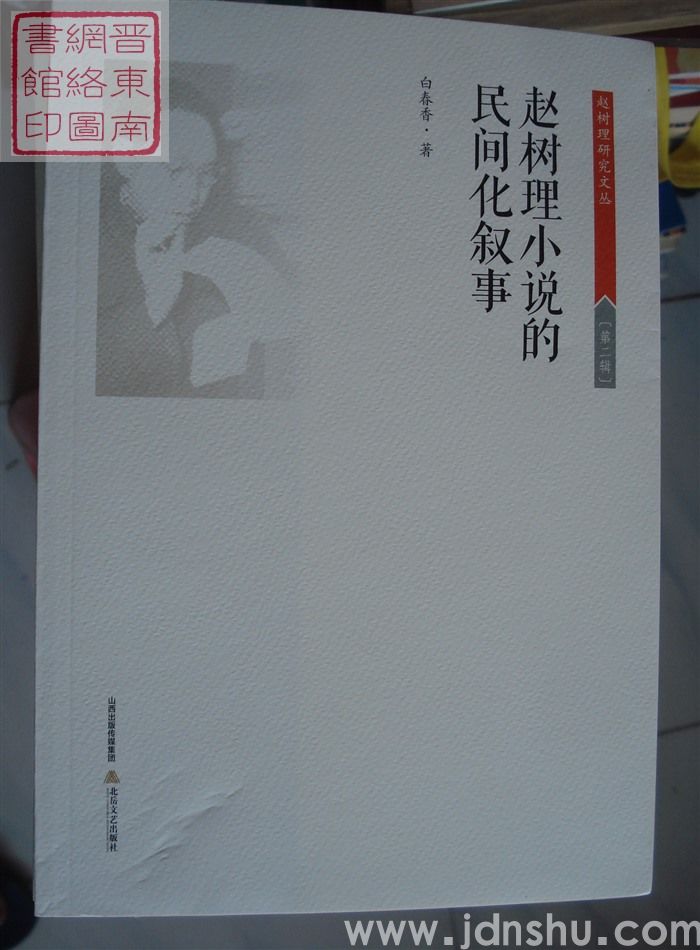 晋東南
網絡圖
書館印
赵树理研究文丛
〔第二辑〕
赵树理小说的
民间化叙事
白春香·著
山西出版传媒集团
北岳文艺出版社
www.jdnshu.com